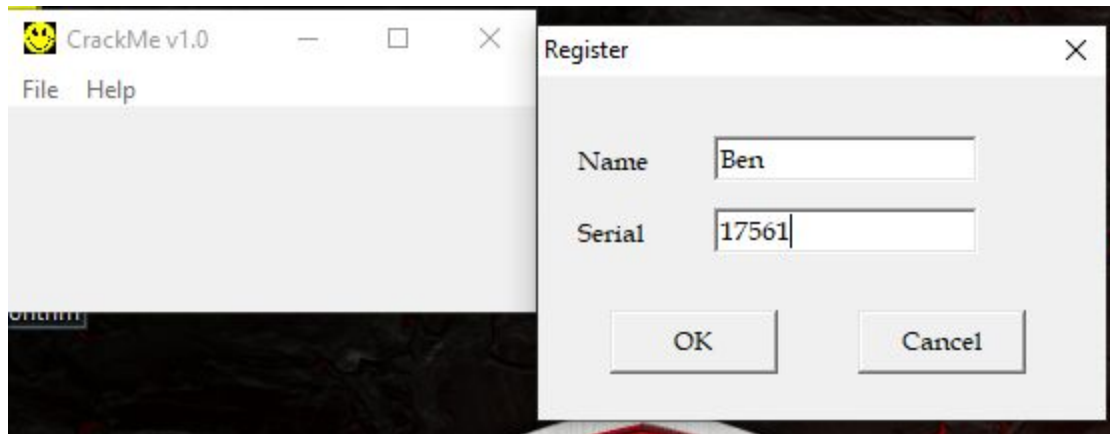 CrackMe v1.0
File Help
Register
Name Ben
Serial 17561
OK Cancel